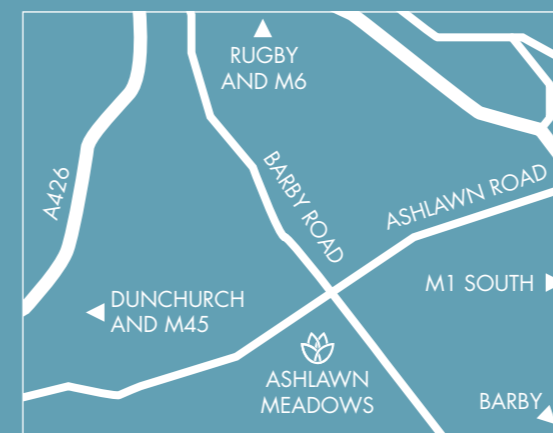 RUGBY
AND M6
A426
BARBY ROAD
ASHLAWN ROAD
M1 SOUTH
DUNCHURCH
AND M45
ASHLAWN
MEADOWS
BARBY